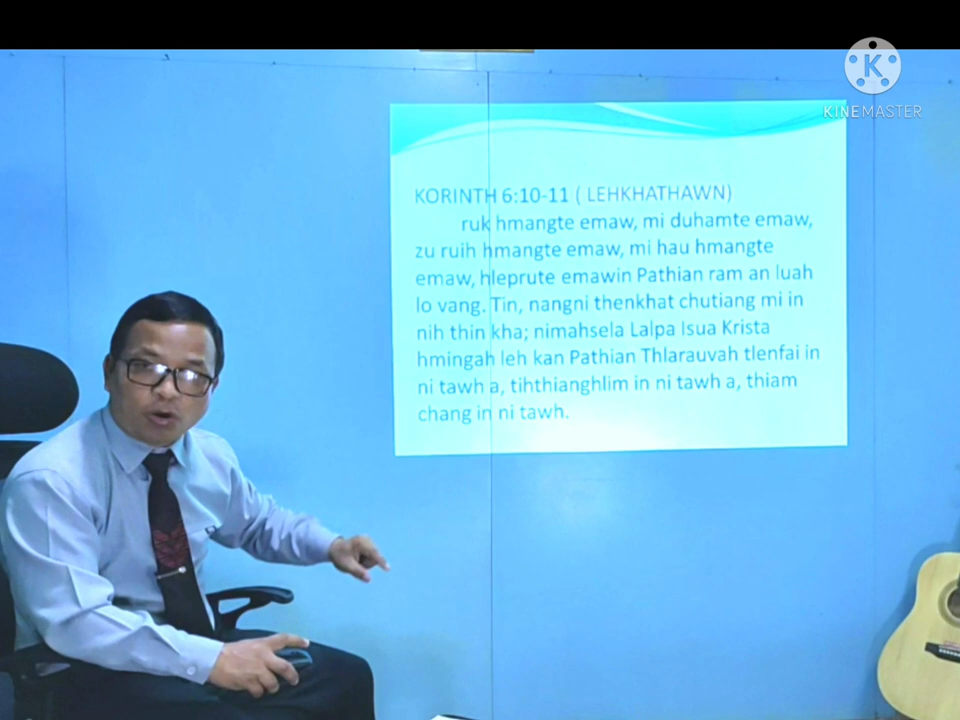 K
KINEMASTER
KORINTH 6:10-11 ( LEHKHATHAWN)
ruk hmangte emaw, mi duhamte emaw,
zu ruih hmangte emaw, mi hau hmangte
emaw, hleprute emawin Pathian ram an luah
lo vang. Tin, nangni thenkhat chutiang mi in
nih thin kha; nimahsela Lalpa Isua Krista
hmingah leh kan Pathian Thlarauvah tlenfai in
ni tawh a, tihthianghlim in ni tawh a, thiam
chang in ni tawh.